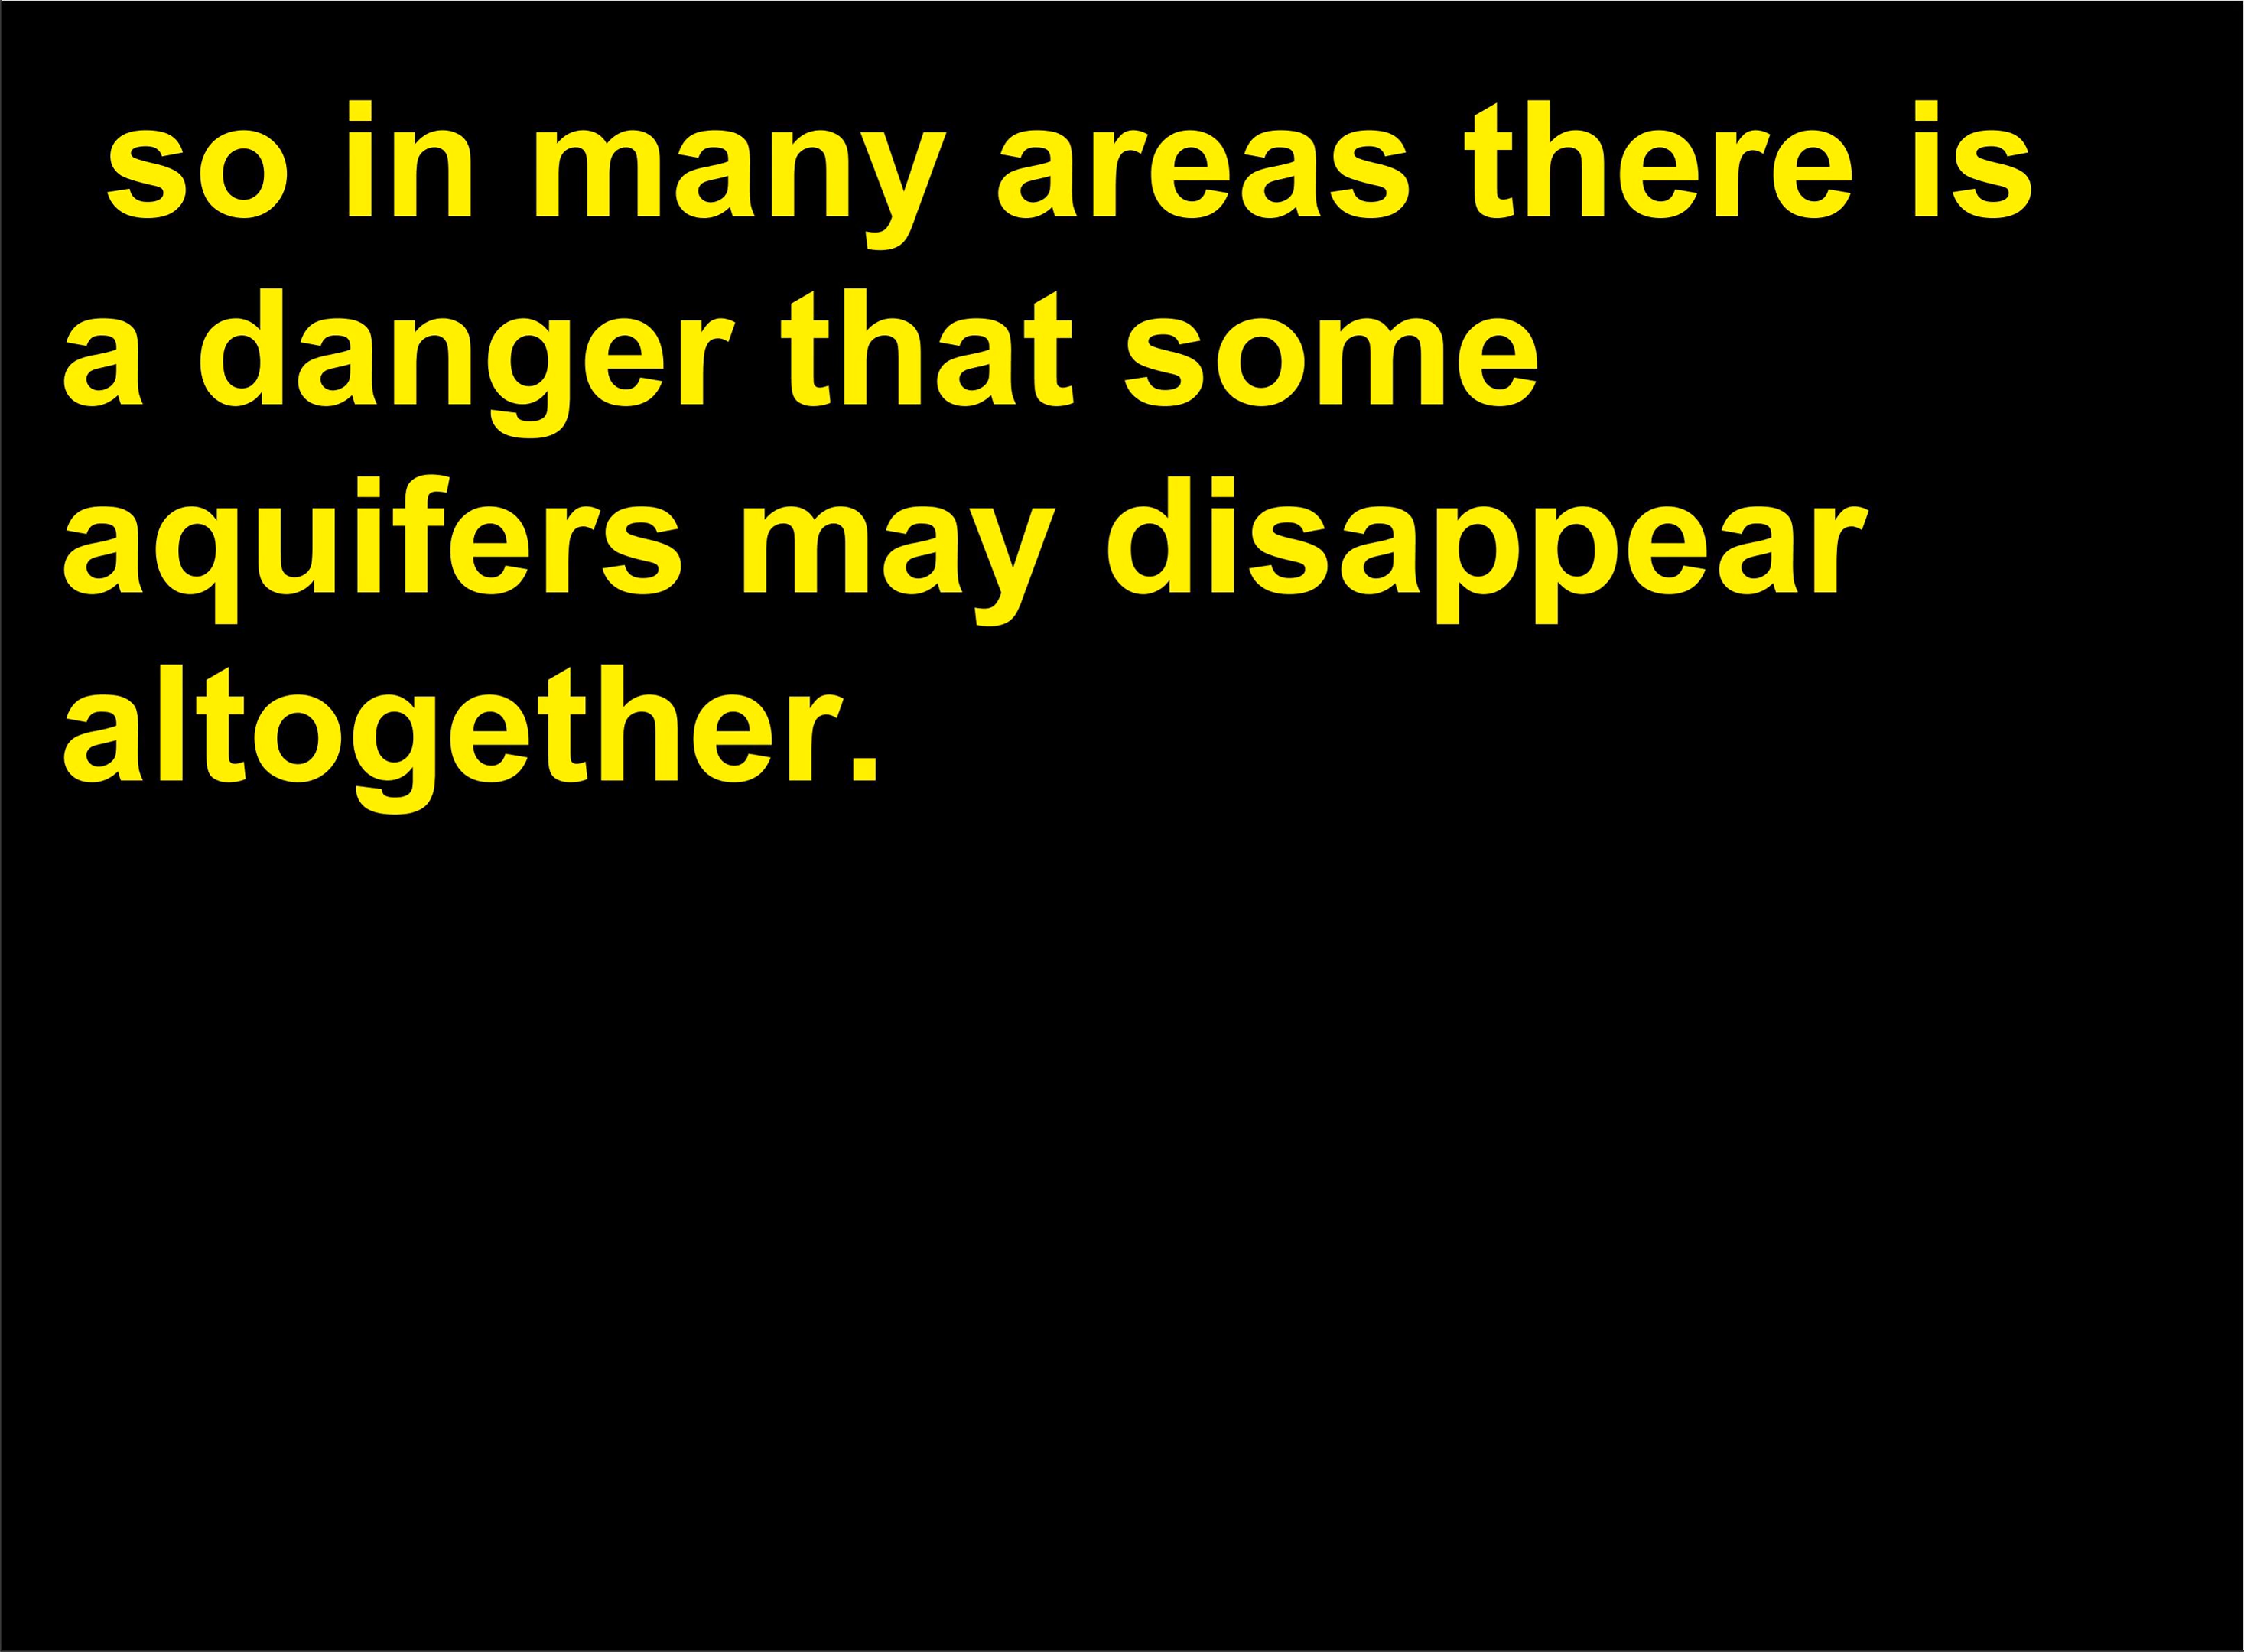 so in many areas there is
a danger that some
aquifers  may disappear
altogether.